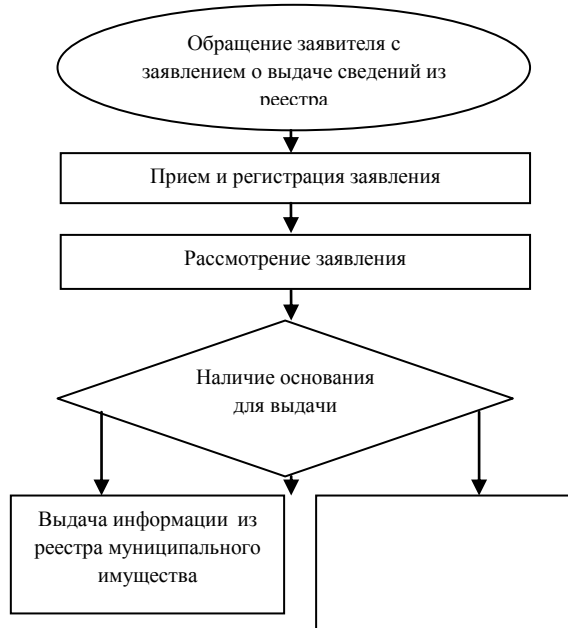 Обращение заявителя с
заявлением о выдаче сведений из
реестра
Прием и регистрация заявления
Рассмотрение заявления
Наличие основания
для выдачи
Выдача информации из
реестра муниципального
имущества